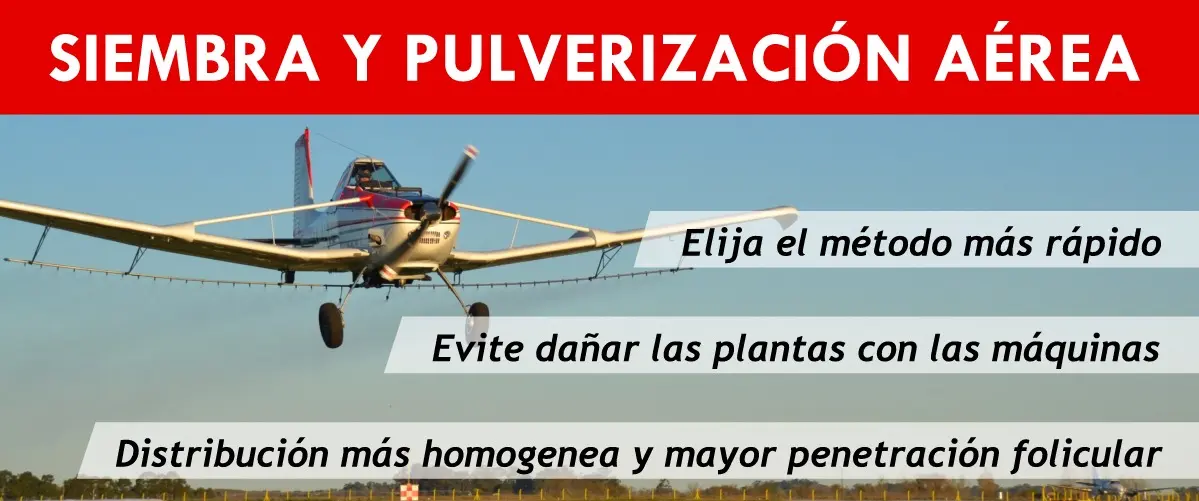 SIEMBRA Y PULVERIZACIÓN AÉREA
Elija el método más rápido
Evite dañar las plantas con las máquinas
Distribución más homogenea y mayor penetración folicular